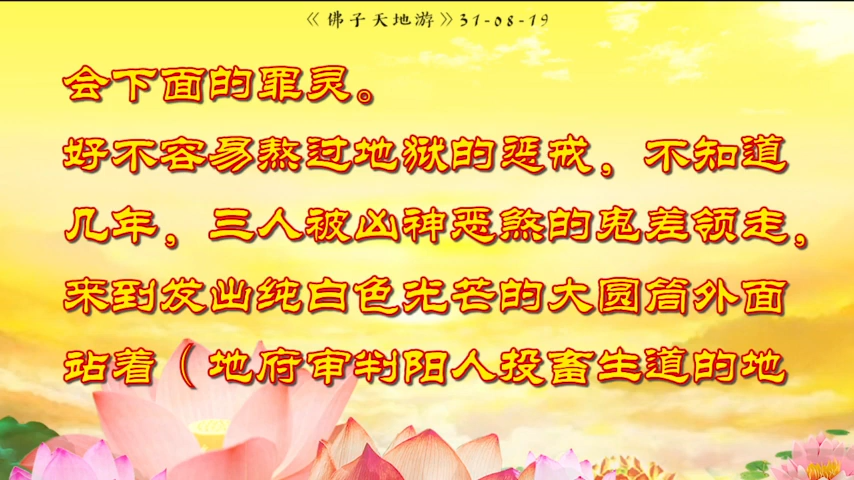 《佛子天地游》31-08-19
会下面的罪灵。
好不容易熬过地狱的惩戒，不知道
几年，三人被凶神恶煞的鬼差领走，
来到发出纯白色光芒的大圆筒外面
站着（地府审判阳人投畜生道的地